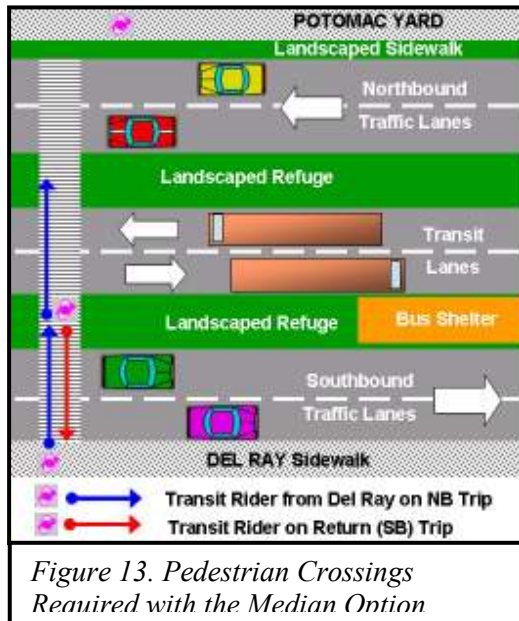 POTOMAC YARD
Landscaped Sidewalk
Northbound
Traffic Lanes
Landscaped Refuge
Transit
Lanes
Landscaped Refuge
Bus Shelter
Southbound
Traffic Lanes
DEL RAY Sidewalk
Transit Rider from Del Ray on NB Trip
Transit Rider on Return (SB) Trip
Figure 13. Pedestrian Crossings
Required with the Median Option